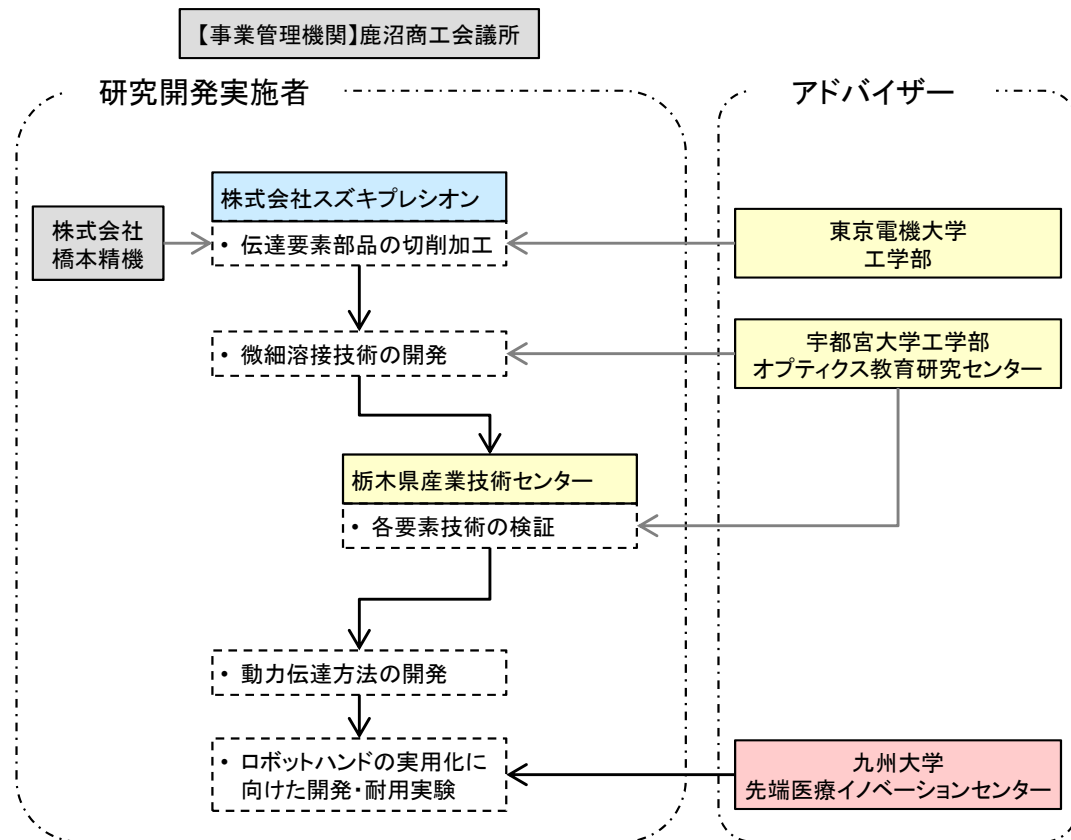 【事業管理機関】鹿沼商工会議所
研究開発実施者
アドバイザー
株式会社スズキプレシオン
• 伝達要素部品の切削加工
株式会社
橋本精機
東京電機大学
工学部
• 微細溶接技術の開発
宇都宮大学工学部
オプティクス教育研究センター
栃木県産業技術センター
• 各要素技術の検証
• 動力伝達方法の開発
• ロボットハンドの実用化に
向けた開発・耐用実験
九州大学
先端医療イノベーションセンター